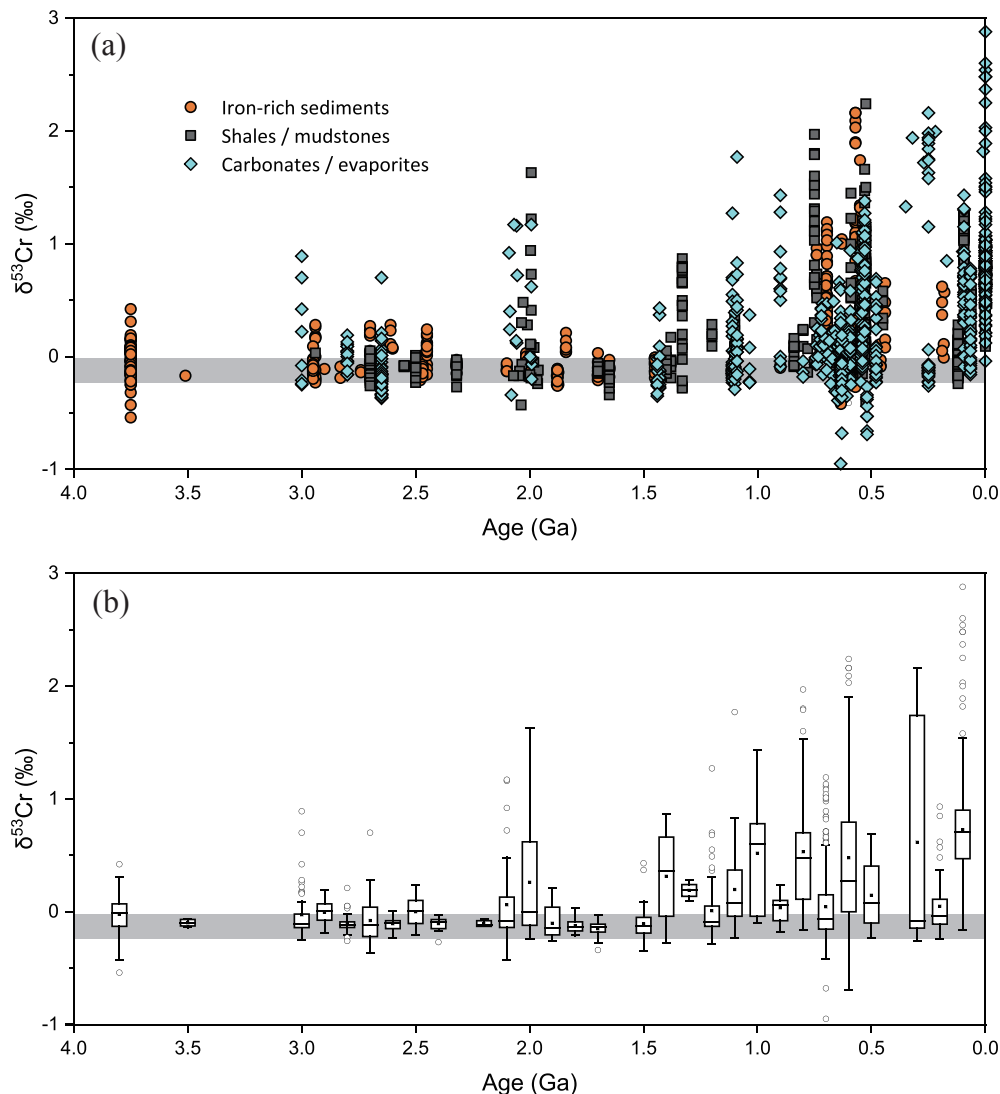 (a)
3
2
1
0
-1
δ⁵³Cr (‰)
Iron-rich sediments
Shales / mudstones
Carbonates / evaporites
4.0 3.5 3.0 2.5 2.0 1.5 1.0 0.5 0.0
Age (Ga)
(b)
3
2
1
0
-1
δ⁵³Cr (‰)
4.0 3.5 3.0 2.5 2.0 1.5 1.0 0.5 0.0
Age (Ga)